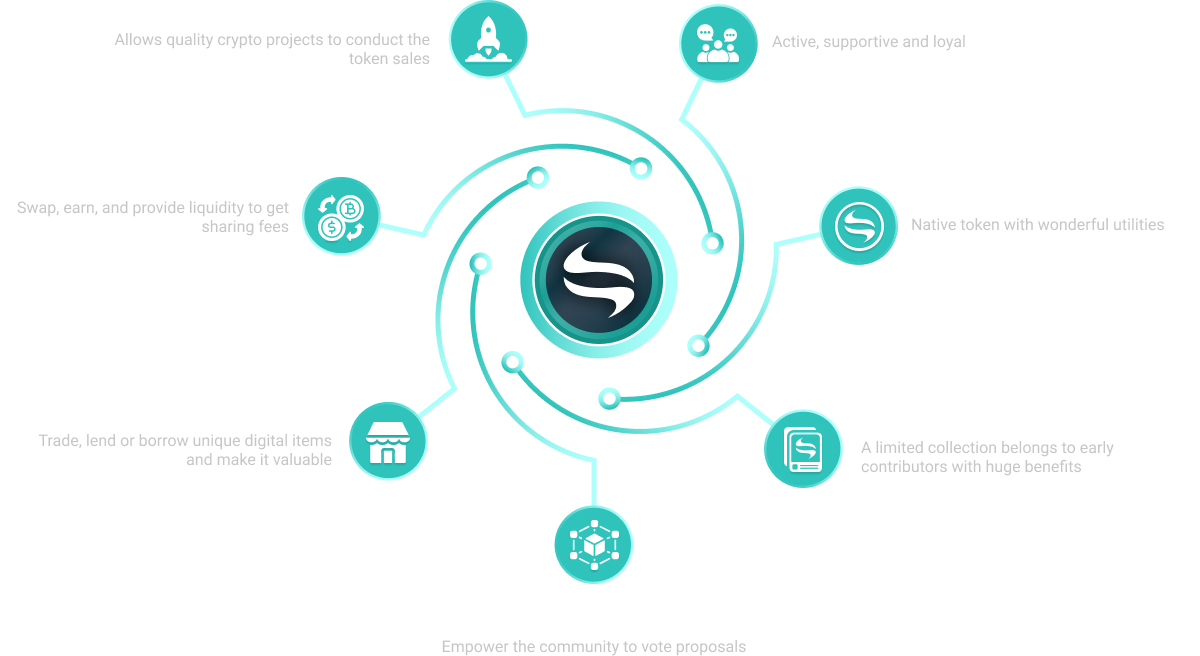 Allows quality crypto projects to conduct the
token sales
Active, supportive and loyal
Swap, earn, and provide liquidity to get
sharing fees
Native token with wonderful utilities
Trade, lend or borrow unique digital items
and make it valuable
A limited collection belongs to early
contributors with huge benefits
Empower the community to vote proposals